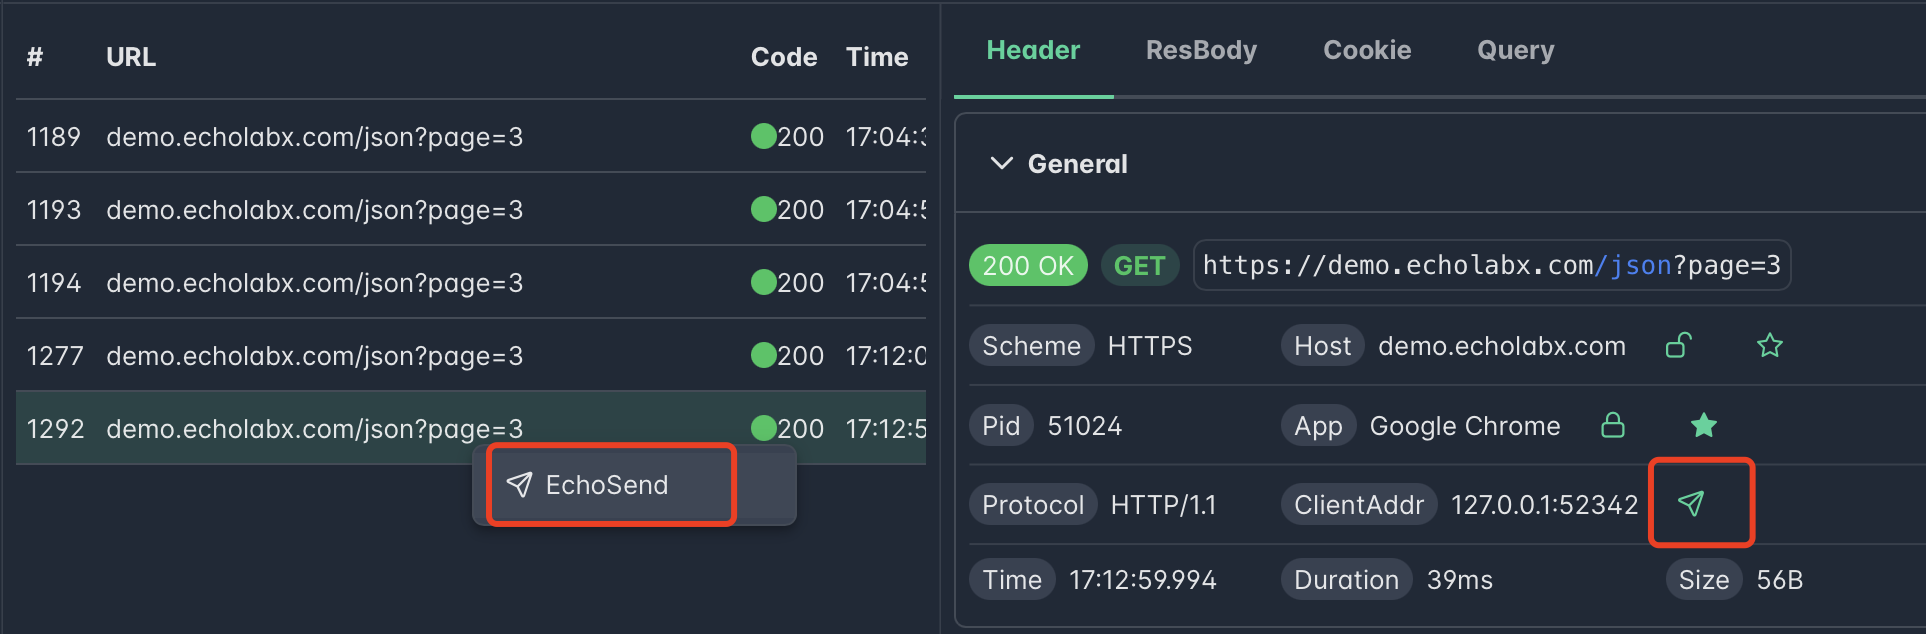 # URL Code Time
1189 demo.echolabx.com/json?page=3 200 17:04:3
1193 demo.echolabx.com/json?page=3 200 17:04:5
1194 demo.echolabx.com/json?page=3 200 17:04:5
1277 demo.echolabx.com/json?page=3 200 17:12:0
1292 demo.echolabx.com/json?page=3 200 17:12:5
EchoSend
Header ResBody Cookie Query
General
200 OK GET https://demo.echolabx.com/json?page=3
Scheme HTTPS Host demo.echolabx.com
Pid 51024 App Google Chrome
Protocol HTTP/1.1 ClientAddr 127.0.0.1:52342
Time 17:12:59.994 Duration 39ms Size 56B